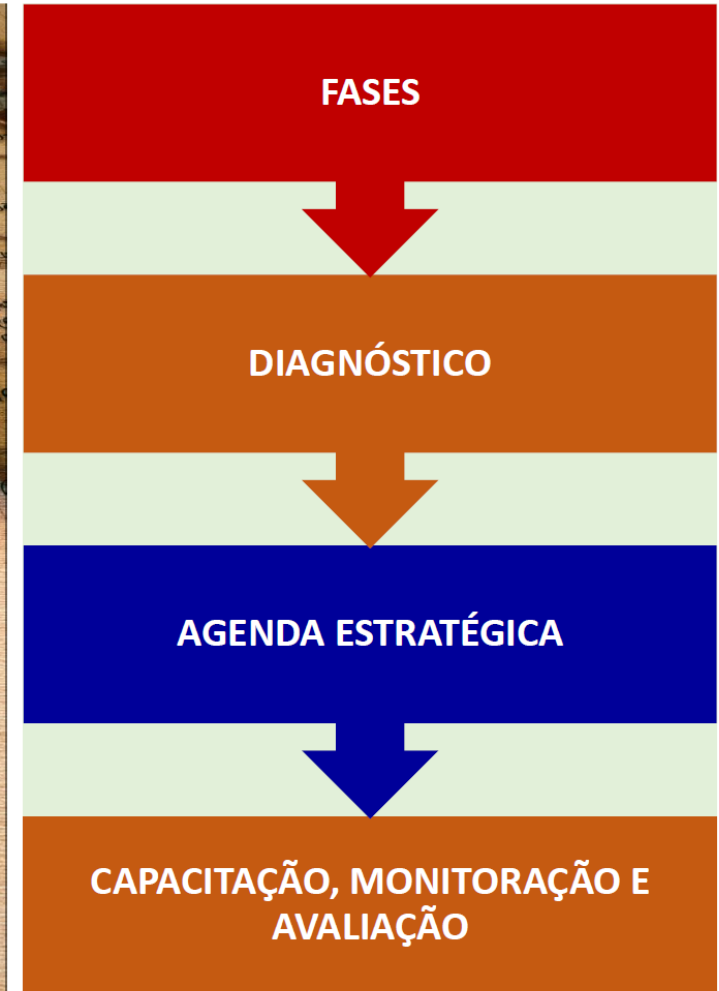 FASES
DIAGNÓSTICO
AGENDA ESTRATÉGICA
CAPACITAÇÃO, MONITORAÇÃO E
AVALIAÇÃO